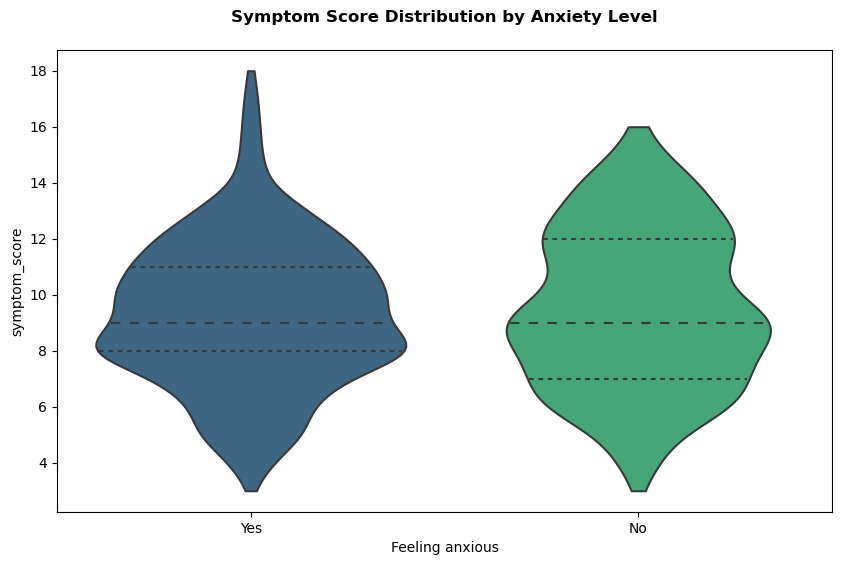 Symptom Score Distribution by Anxiety Level
symptom_score
18
16
14
12
10
8
6
4
Yes
No
Feeling anxious